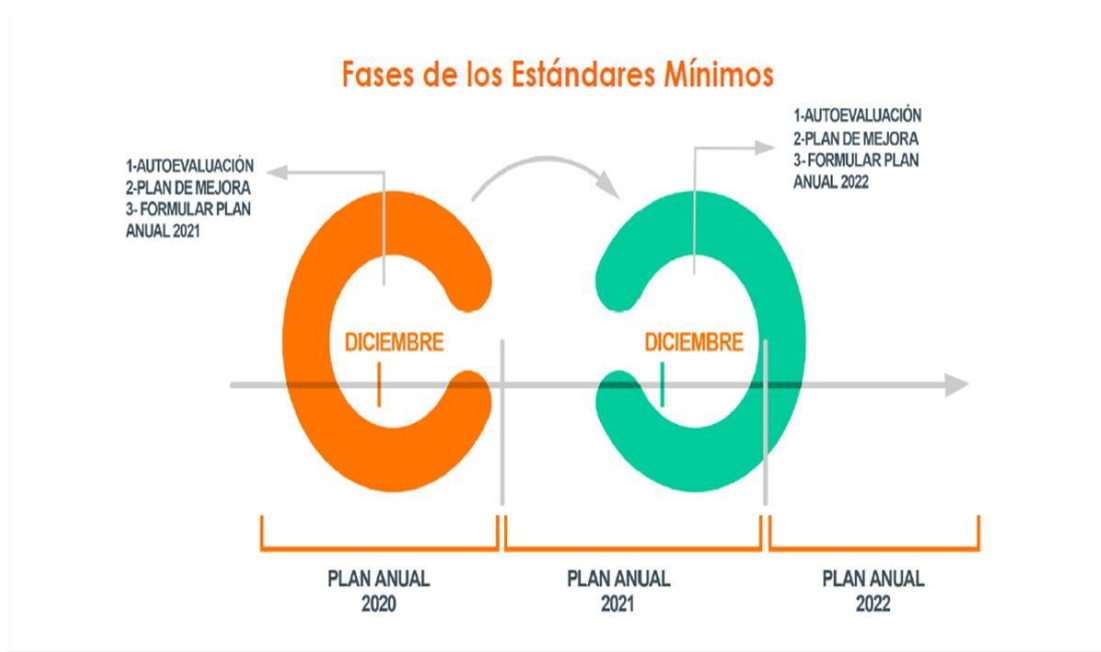 Fases de los Estándares Mínimos
1-AUTOEVALUACIÓN
2-PLAN DE MEJORA
3- FORMULAR PLAN
ANUAL 2021
1-AUTOEVALUACIÓN
2-PLAN DE MEJORA
3- FORMULAR PLAN
ANUAL 2022
DICIEMBRE
DICIEMBRE
PLAN ANUAL
2020
PLAN ANUAL
2021
PLAN ANUAL
2022